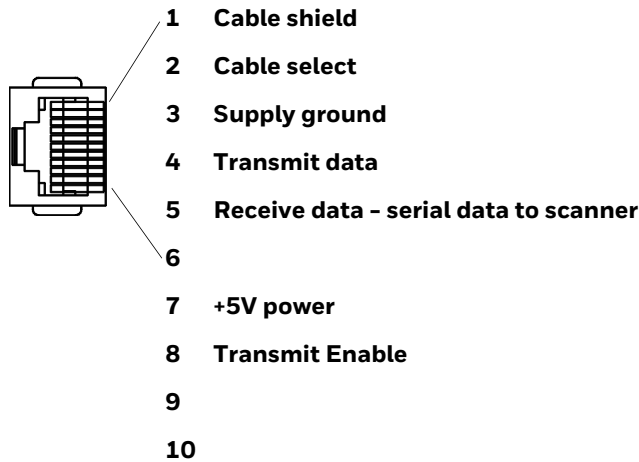 1 Cable shield
2 Cable select
3 Supply ground
4 Transmit data
5 Receive data - serial data to scanner
6
7 +5V power
8 Transmit Enable
9
10